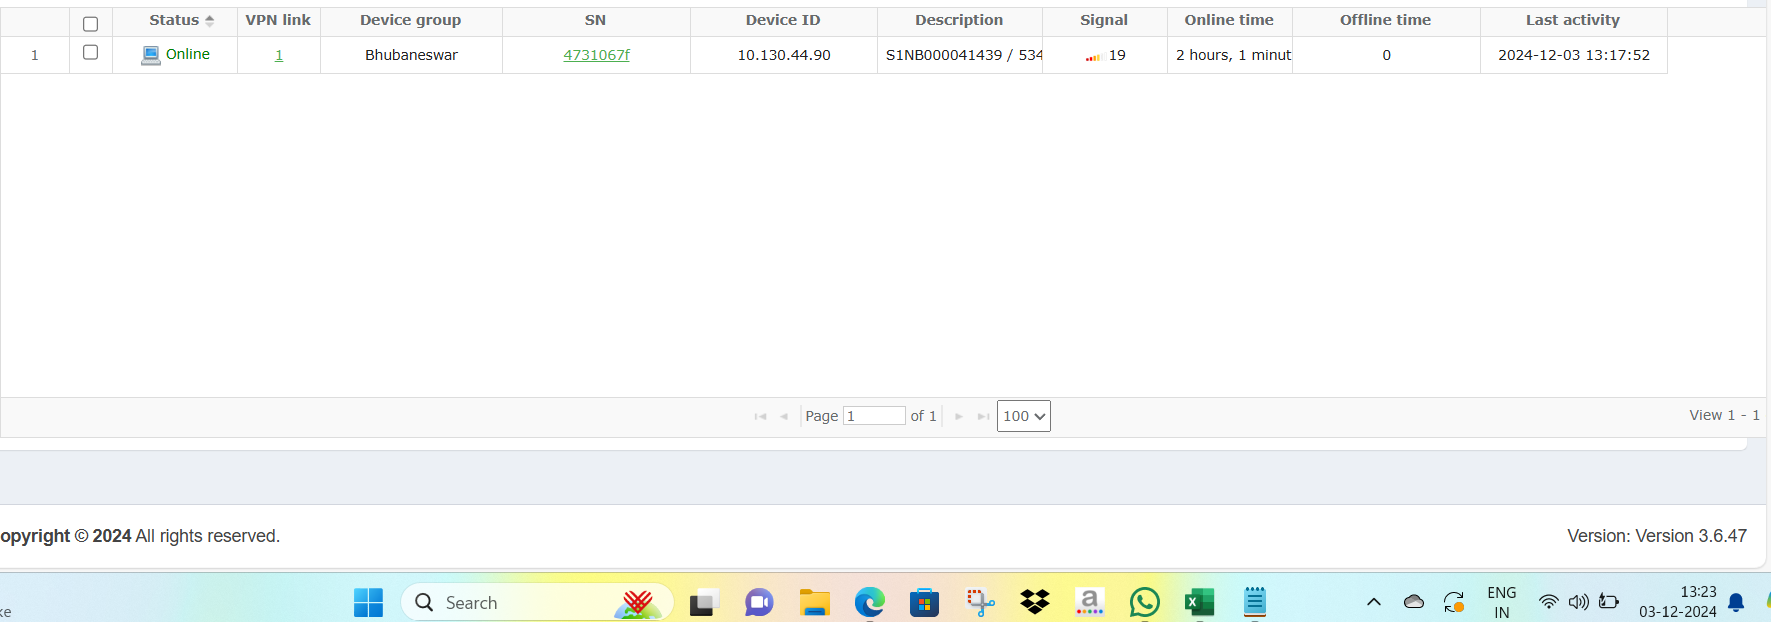 Status VPN link Device group SN Device ID Description Signal Online time Offline time Last activity
1 Online 1 Bhubaneswar 4731067f 10.130.44.90 S1NB000041439 / 534 19 2 hours, 1 minut 0 2024-12-03 13:17:52
Page 1 of 1 100 View 1 - 1
opyright © 2024 All rights reserved. Version: Version 3.6.47
ke Search a X ENG IN 13:23 03-12-2024